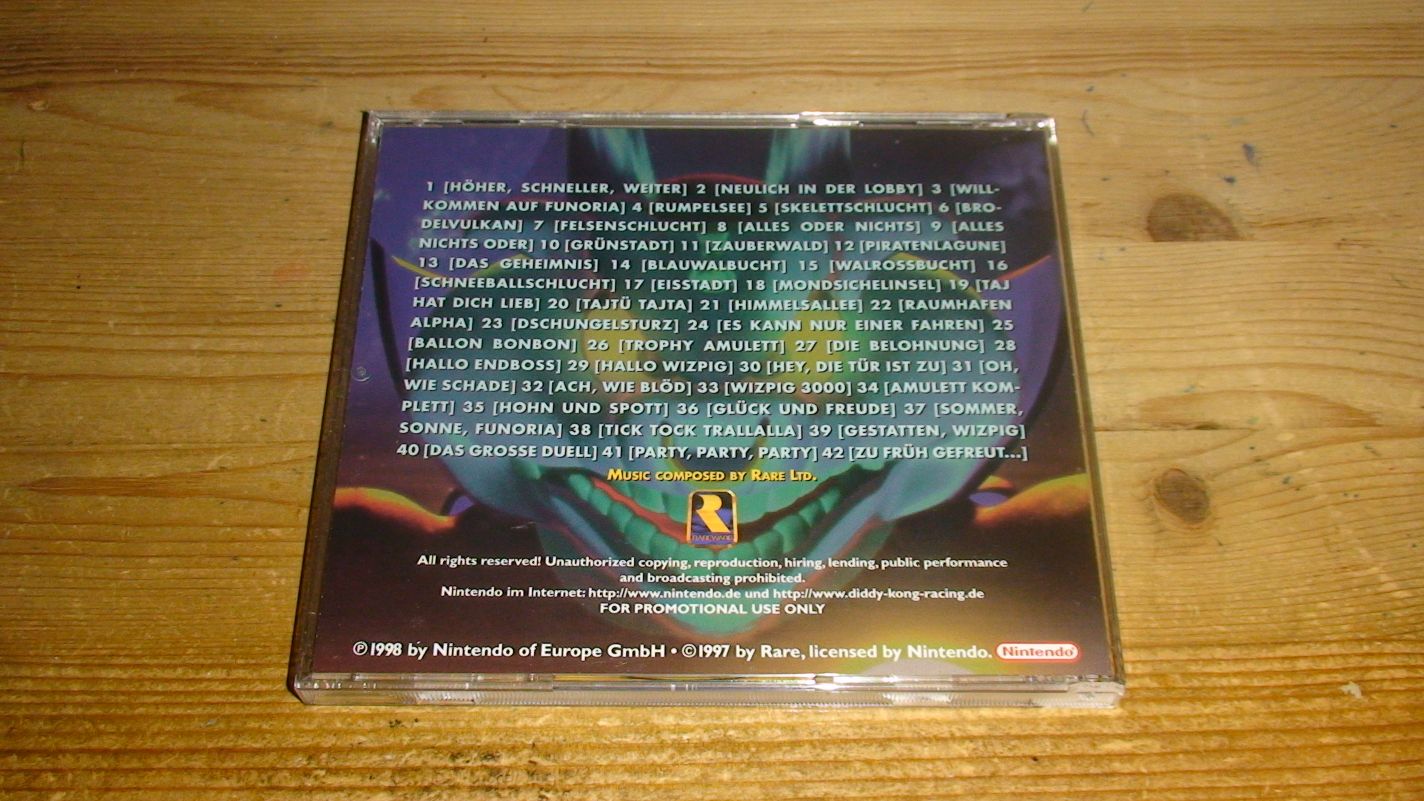 1 [HÖHER, SCHNELLER, WEITER] 2 [NEULICH IN DER LOBBY] 3 [WILL-
KOMMEN AUF FUNORIA] 4 [RUMPELSEE] 5 [SKELETTSCHLUCHT] 6 [BRO-
DELVULKAN] 7 [FELSENSCHLUCHT] 8 [ALLES ODER NICHTS] 9 [ALLES
NICHTS ODER] 10 [GRÜNSTADT] 11 [ZAUBERWALD] 12 [PIRATENLAGUNE]
13 [DAS GEHEIMNIS] 14 [BLAUWALBUCHT] 15 [WALROSSBUCHT] 16
[SCHNEEBALLSCHLUCHT] 17 [EISSTADT] 18 [MONDSICHELINSEL] 19 [TAJ
HAT DICH LIEB] 20 [TAJTÜ TAJTA] 21 [HIMMELSALLEE] 22 [RAUMHAFEN
ALPHA] 23 [DSCHUNGELSTURZ] 24 [ES KANN NUR EINER FAHREN] 25
[BALLON BONBON] 26 [TROPHY AMULETT] 27 [DIE BELOHNUNG] 28
[HALLO ENDBOSS] 29 [HALLO WIZPIG] 30 [HEY, DIE TÜR IST ZU] 31 [OH,
WIE SCHADE] 32 [ACH, WIE BLÖD] 33 [WIZPIG 3000] 34 [AMULETT KOM-
PLETT] 35 [HOHN UND SPOTT] 36 [GLÜCK UND FREUDE] 37 [SOMMER,
SONNE, FUNORIA] 38 [TICK TOCK TRALLALLA] 39 [GESTATTEN, WIZPIG]
40 [DAS GROSSE DUELL] 41 [PARTY, PARTY, PARTY] 42 [ZU FRÜH GEFREUT...]
MUSIC COMPOSED BY RARE LTD.
R
RAREWARE
All rights reserved! Unauthorized copying, reproduction, hiring, lending, public performance
and broadcasting prohibited.
Nintendo im Internet: http://www.nintendo.de und http://www.diddy-kong-racing.de
FOR PROMOTIONAL USE ONLY
℗1998 by Nintendo of Europe GmbH • ©1997 by Rare, licensed by Nintendo. Nintendo®